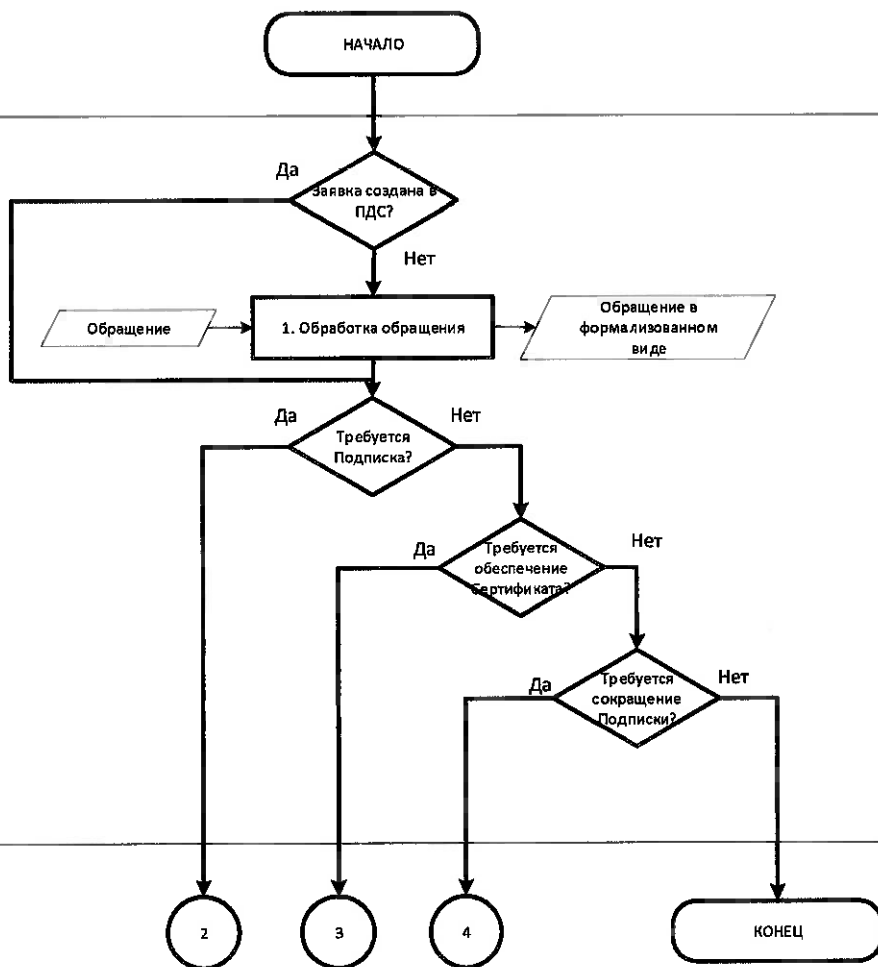 НАЧАЛО
Да
Заявка создана в
ПДС?
Нет
Обращение
1. Обработка обращения
Обращение в
формализованном
виде
Да
Нет
Требуется
Подписка?
Да
Требуется
обеспечение
Сертификата?
Нет
Да
Требуется
сокращение
Подписки?
Нет
2
3
4
КОНЕЦ